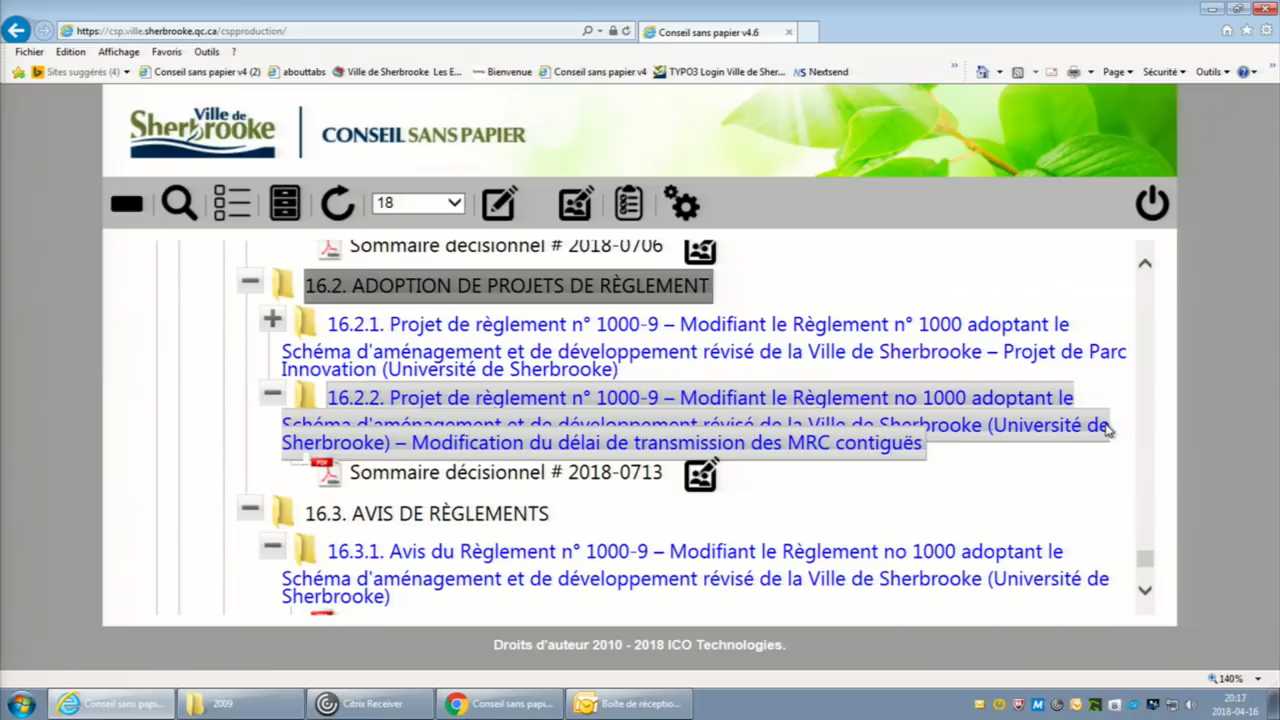 https://csp.ville.sherbrooke.qc.ca/cspproduction/
Conseil sans papier v4.6
Fichier Edition Affichage Favoris Outils ?
Sites suggérés (4) Conseil sans papier v4 (2) abouttabs Ville de Sherbrooke Les E... Bienvenue Conseil sans papier v4 TYPO3 Login Ville de Sher... NS Nextsend Page Sécurité Outils
Ville de
Sherbrooke
CONSEIL SANS PAPIER
18
Sommaire décisionnel # 2018-0706
16.2. ADOPTION DE PROJETS DE RÈGLEMENT
16.2.1. Projet de règlement n° 1000-9 – Modifiant le Règlement n° 1000 adoptant le
Schéma d'aménagement et de développement révisé de la Ville de Sherbrooke – Projet de Parc
Innovation (Université de Sherbrooke)
16.2.2. Projet de règlement n° 1000-9 – Modifiant le Règlement no 1000 adoptant le
Schéma d'aménagement et de développement révisé de la Ville de Sherbrooke (Université de
Sherbrooke) – Modification du délai de transmission des MRC contiguës
PDF
Sommaire décisionnel # 2018-0713
16.3. AVIS DE RÈGLEMENTS
16.3.1. Avis du Règlement n° 1000-9 – Modifiant le Règlement no 1000 adoptant le
Schéma d'aménagement et de développement révisé de la Ville de Sherbrooke (Université de
Sherbrooke)
Droits d'auteur 2010 - 2018 ICO Technologies.
140%
Conseil sans papi... 2009 Citrix Receiver Conseil sans papi... Boîte de réceptio...
20:17
2018-04-16